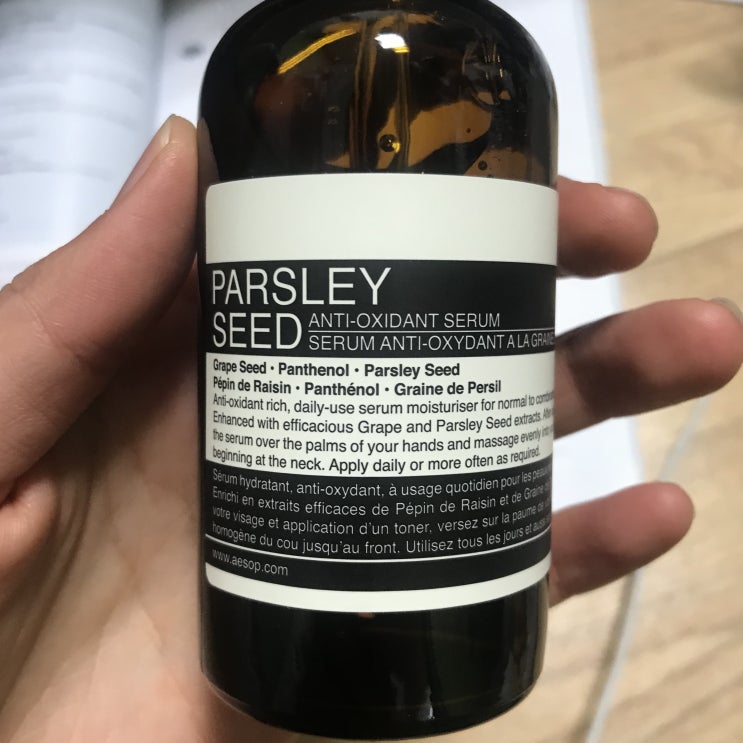 PARSLEY
SEED
ANTI-OXIDANT SERUM
SERUM ANTI-OXYDANT A LA GRAINE
Grape Seed · Panthenol · Parsley Seed
Pépin de Raisin · Panthénol · Graine de Persil
Anti-oxidant rich, daily-use serum moisturiser for normal to
Enhanced with efficacious Grape and Parsley Seed extracts. After
the serum over the palms of your hands and massage evenly into
beginning at the neck. Apply daily or more often as required.
Sérum hydratant, anti-oxydant, à usage quotidien pour les
Enrichi en extraits efficaces de Pépin de Raisin et de Graine
votre visage et application d'un toner, versez sur la paume
homogène du cou jusqu'au front. Utilisez tous les jours et
www.aesop.com